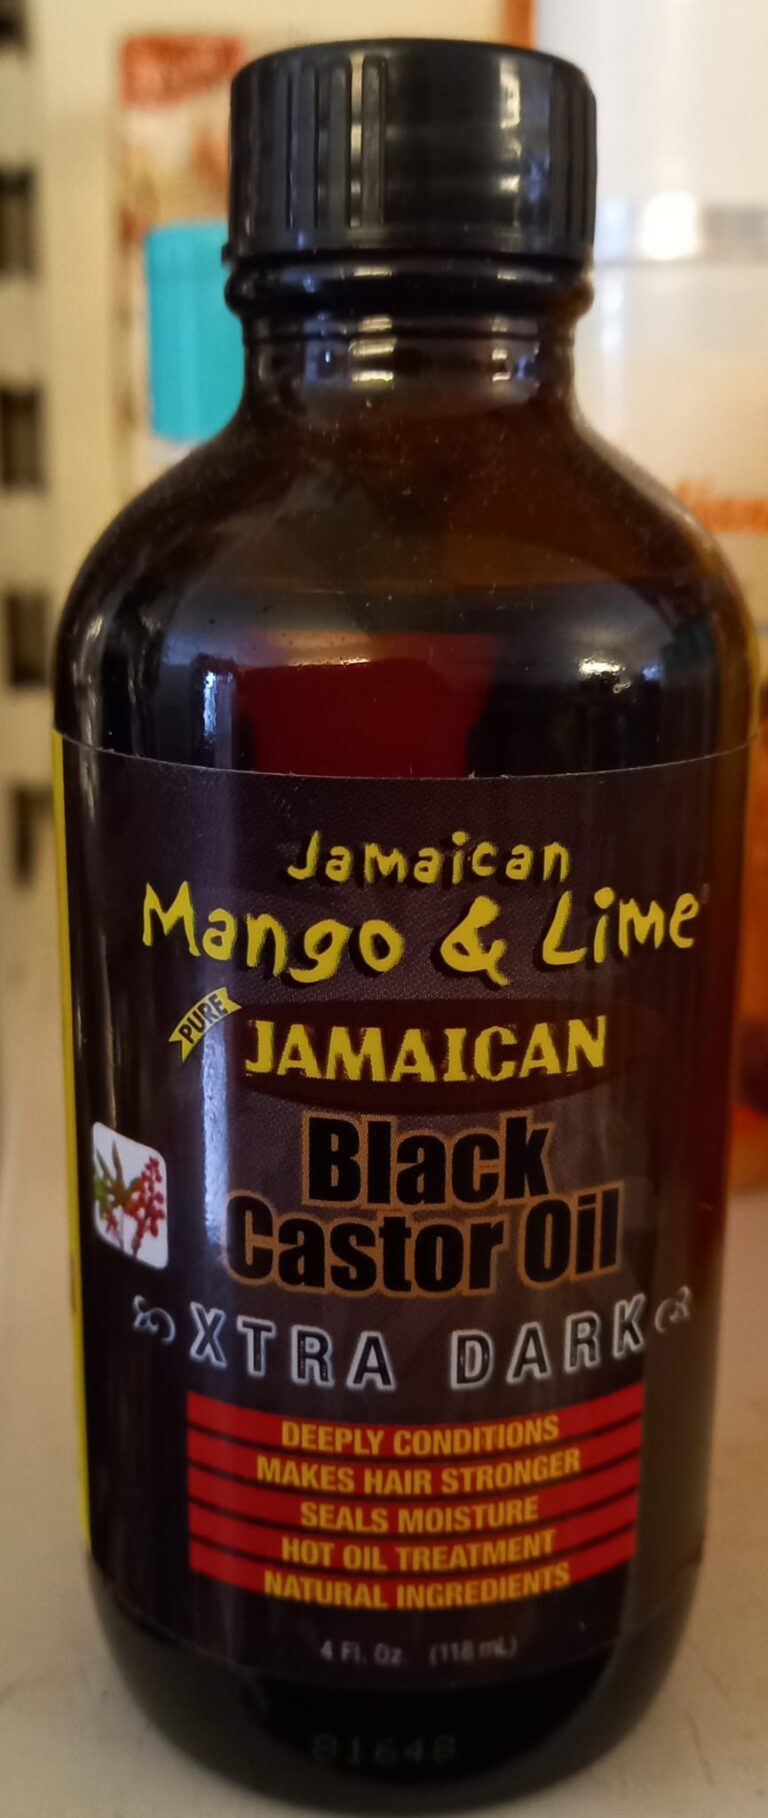 Jamaican
Mango & Lime
PURE
JAMAICAN
Black
Castor Oil
XTRA DARK
DEEPLY CONDITIONS
MAKES HAIR STRONGER
SEALS MOISTURE
HOT OIL TREATMENT
NATURAL INGREDIENTS
4 Fl. Oz. (118 mL)
81648